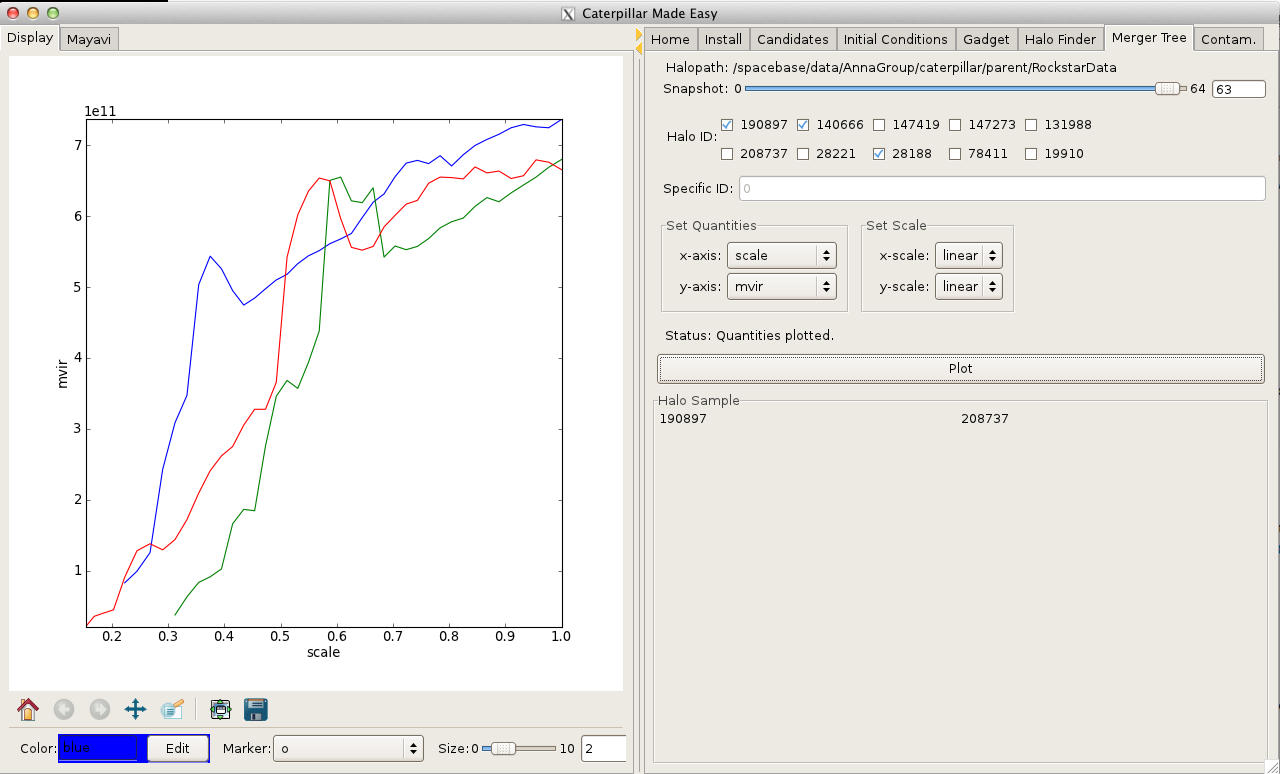 Caterpillar Made Easy
Display Mayavi
1e11
7
6
5
4
3
2
1
mvir
0.2 0.3 0.4 0.5 0.6 0.7 0.8 0.9 1.0
scale
Color: blue Edit Marker: o Size: 0 10 2
Home Install Candidates Initial Conditions Gadget Halo Finder Merger Tree Contam.
Halopath: /spacebase/data/AnnaGroup/caterpillar/parent/RockstarData
Snapshot: 0 64 63
Halo ID:
190897 140666 147419 147273 131988
208737 28221 28188 78411 19910
Specific ID: 0
Set Quantities Set Scale
x-axis: scale x-scale: linear
y-axis: mvir y-scale: linear
Status: Quantities plotted.
Plot
Halo Sample
190897 208737